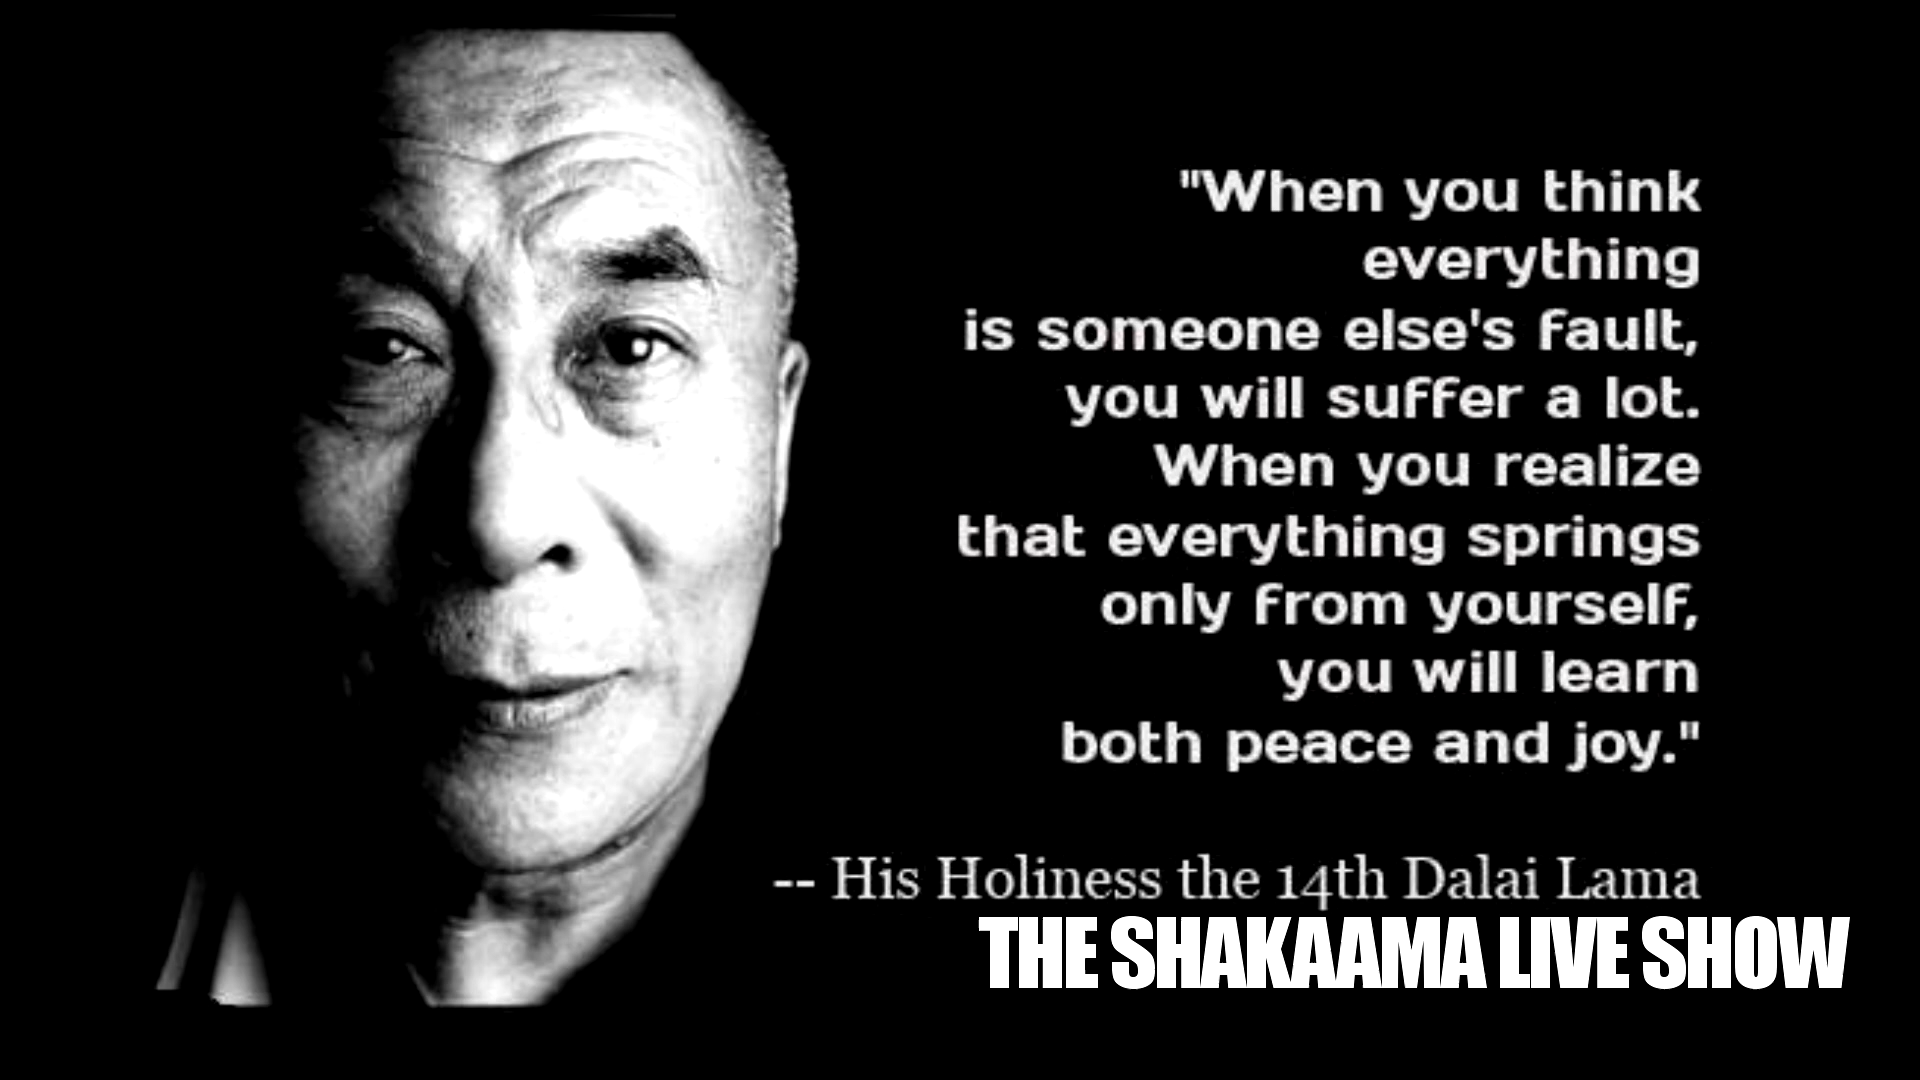 "When you think
everything
is someone else's fault,
you will suffer a lot.
When you realize
that everything springs
only from yourself,
you will learn
both peace and joy."
-- His Holiness the 14th Dalai Lama
THE SHAKAAMA LIVE SHOW